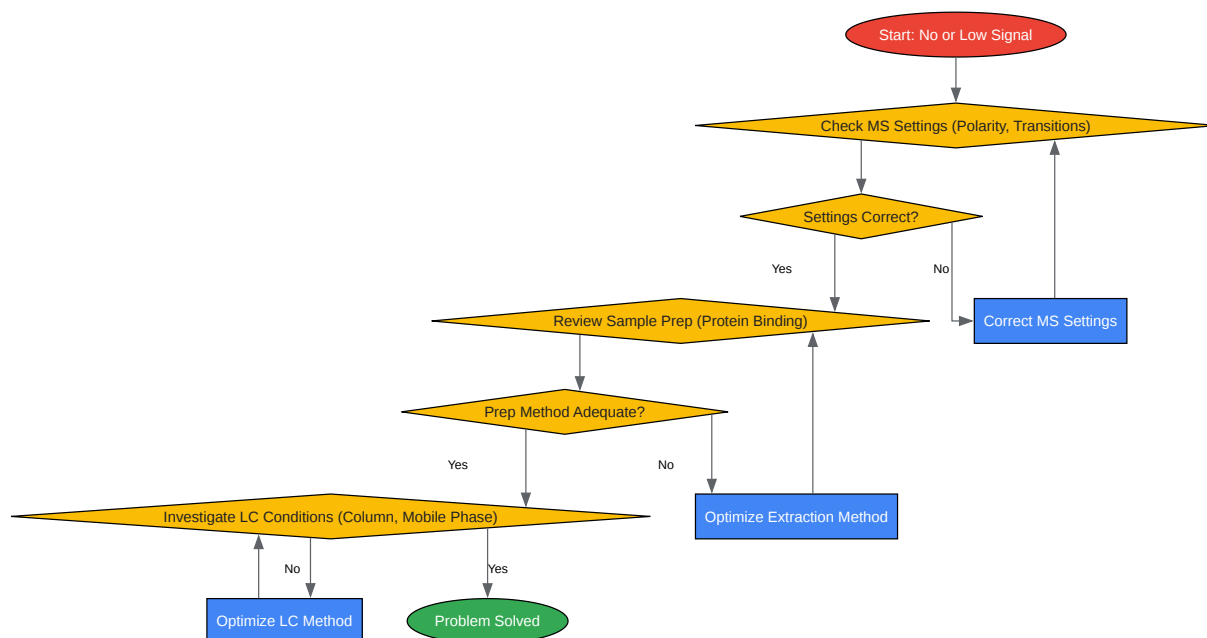 Start: No or Low Signal
Check MS Settings (Polarity, Transitions)
Settings Correct?
Yes
No
Review Sample Prep (Protein Binding)
Correct MS Settings
Prep Method Adequate?
Yes
No
Investigate LC Conditions (Column, Mobile Phase)
Optimize Extraction Method
No
Yes
Optimize LC Method
Problem Solved